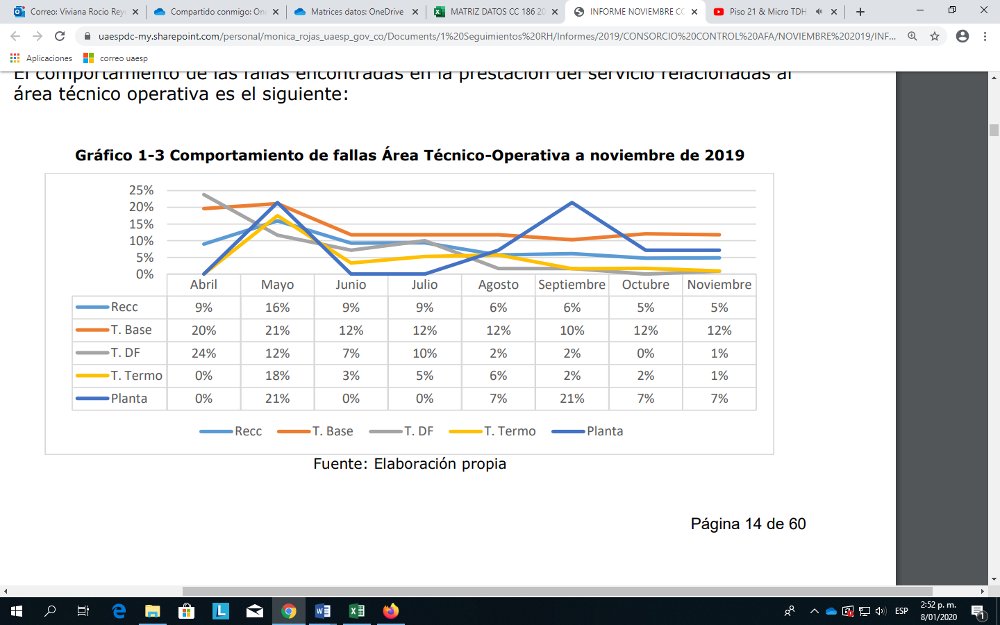 Correo: Viviana Rocio Rey
Compartido conmigo: On
Matrices datos: OneDrive
MATRIZ DATOS CC 186 20
INFORME NOVIEMBRE CC
Piso 21 & Micro TDH
uaespdc-my.sharepoint.com/personal/monica_rojas_uaesp_gov_co/Documents/1%20Seguimientos%20RH/Informes/2019/CONSORCIO%20CONTROL%20AFA/NOVIEMBRE%202019/INF...
Aplicaciones
correo uaesp
El comportamiento de las fallas encontradas en la prestación del servicio relacionadas al
área técnico operativa es el siguiente:
Gráfico 1-3 Comportamiento de fallas Área Técnico-Operativa a noviembre de 2019
25%
20%
15%
10%
5%
0%
Abril Mayo Junio Julio Agosto Septiembre Octubre Noviembre
Recc 9% 16% 9% 9% 6% 6% 5% 5%
T. Base 20% 21% 12% 12% 12% 10% 12% 12%
T. DF 24% 12% 7% 10% 2% 2% 0% 1%
T. Termo 0% 18% 3% 5% 6% 2% 2% 1%
Planta 0% 21% 0% 0% 7% 21% 7% 7%
Recc T. Base T. DF T. Termo Planta
Fuente: Elaboración propia
Página 14 de 60
ESP
2:52 p. m.
8/01/2020
1